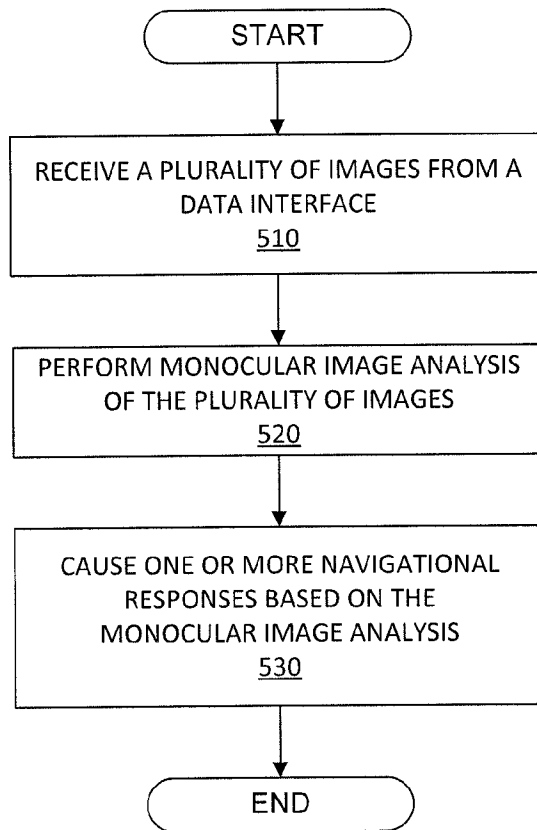 START
RECEIVE A PLURALITY OF IMAGES FROM A
DATA INTERFACE
510
PERFORM MONOCULAR IMAGE ANALYSIS
OF THE PLURALITY OF IMAGES
520
CAUSE ONE OR MORE NAVIGATIONAL
RESPONSES BASED ON THE
MONOCULAR IMAGE ANALYSIS
530
END